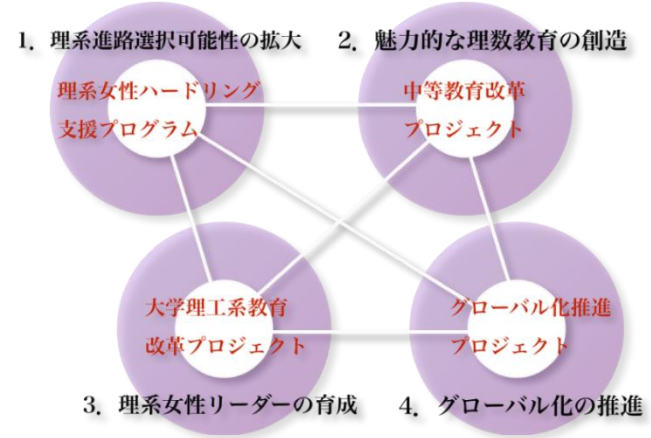 1. 理系進路選択可能性の拡大
理系女性ハードリング
支援プログラム
2. 魅力的な理数教育の創造
中等教育改革
プロジェクト
大学理工系教育
改革プロジェクト
3. 理系女性リーダーの育成
グローバル化推進
プロジェクト
4. グローバル化の推進